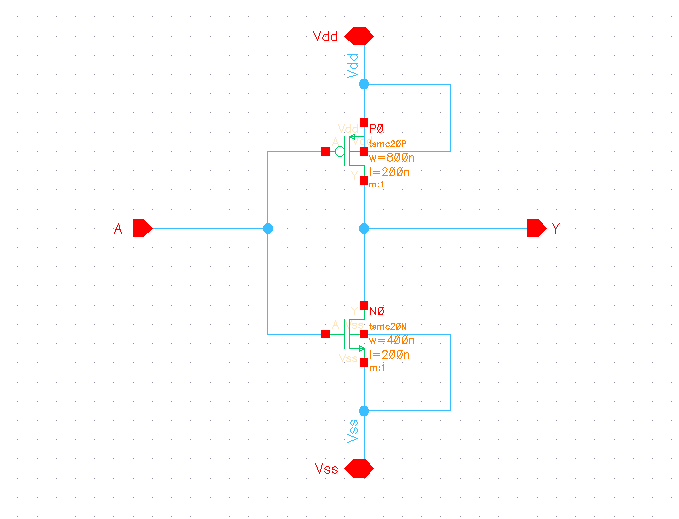 Vdd
Vdd
P0
tsmc20P
w=800n
l=200n
m:1
A
Y
N0
tsmc20N
w=400n
l=200n
m:1
Vss
Vss